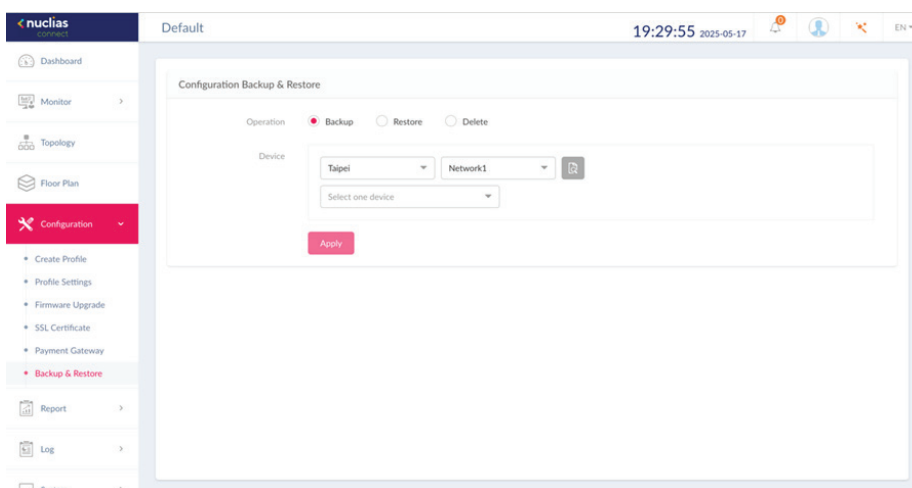 nuclias
connect
Default
19:29:55 2025-05-17
0
EN
Dashboard
Monitor
Topology
Floor Plan
Configuration
Create Profile
Profile Settings
Firmware Upgrade
SSL Certificate
Payment Gateway
Backup & Restore
Report
Log
Configuration Backup & Restore
Operation Backup Restore Delete
Device
Taipei Network1
Select one device
Apply